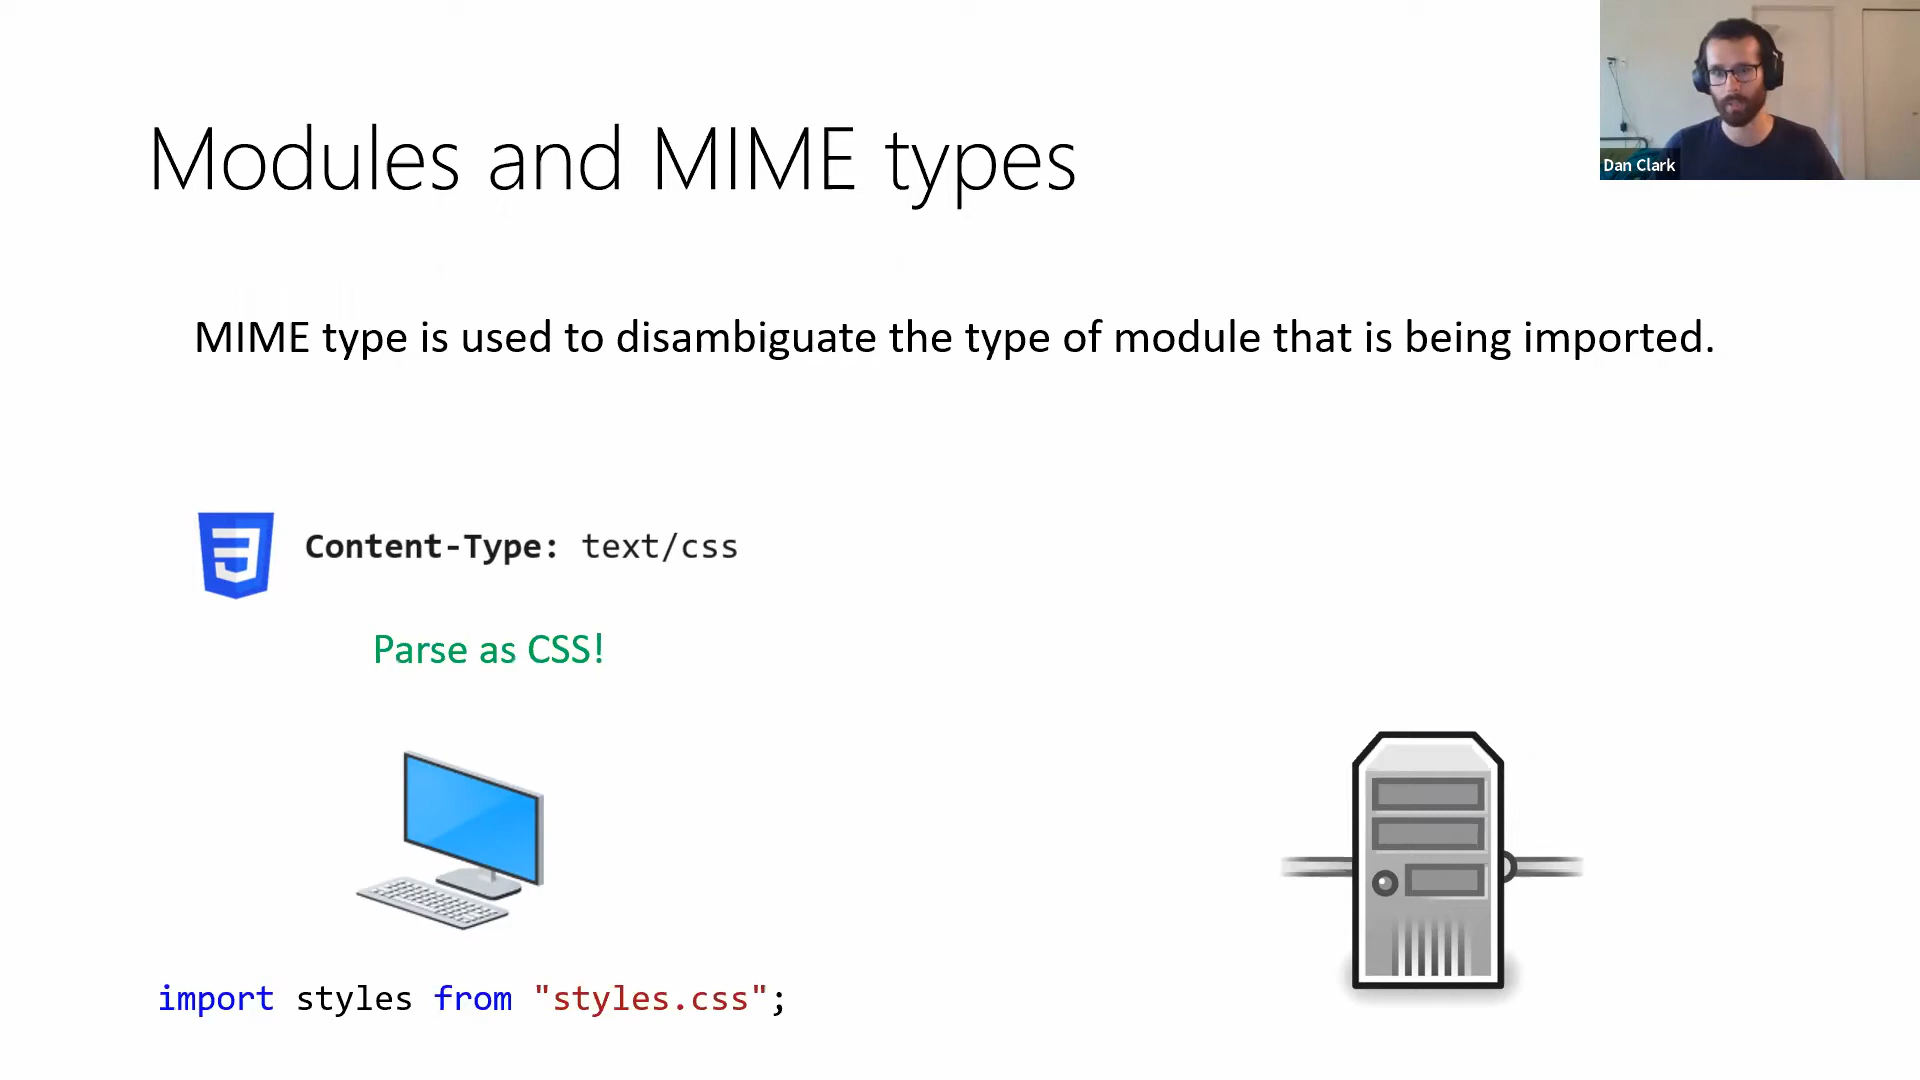 Modules and MIME types
Dan Clark
MIME type is used to disambiguate the type of module that is being imported.
Content-Type: text/css
Parse as CSS!
import styles from "styles.css";